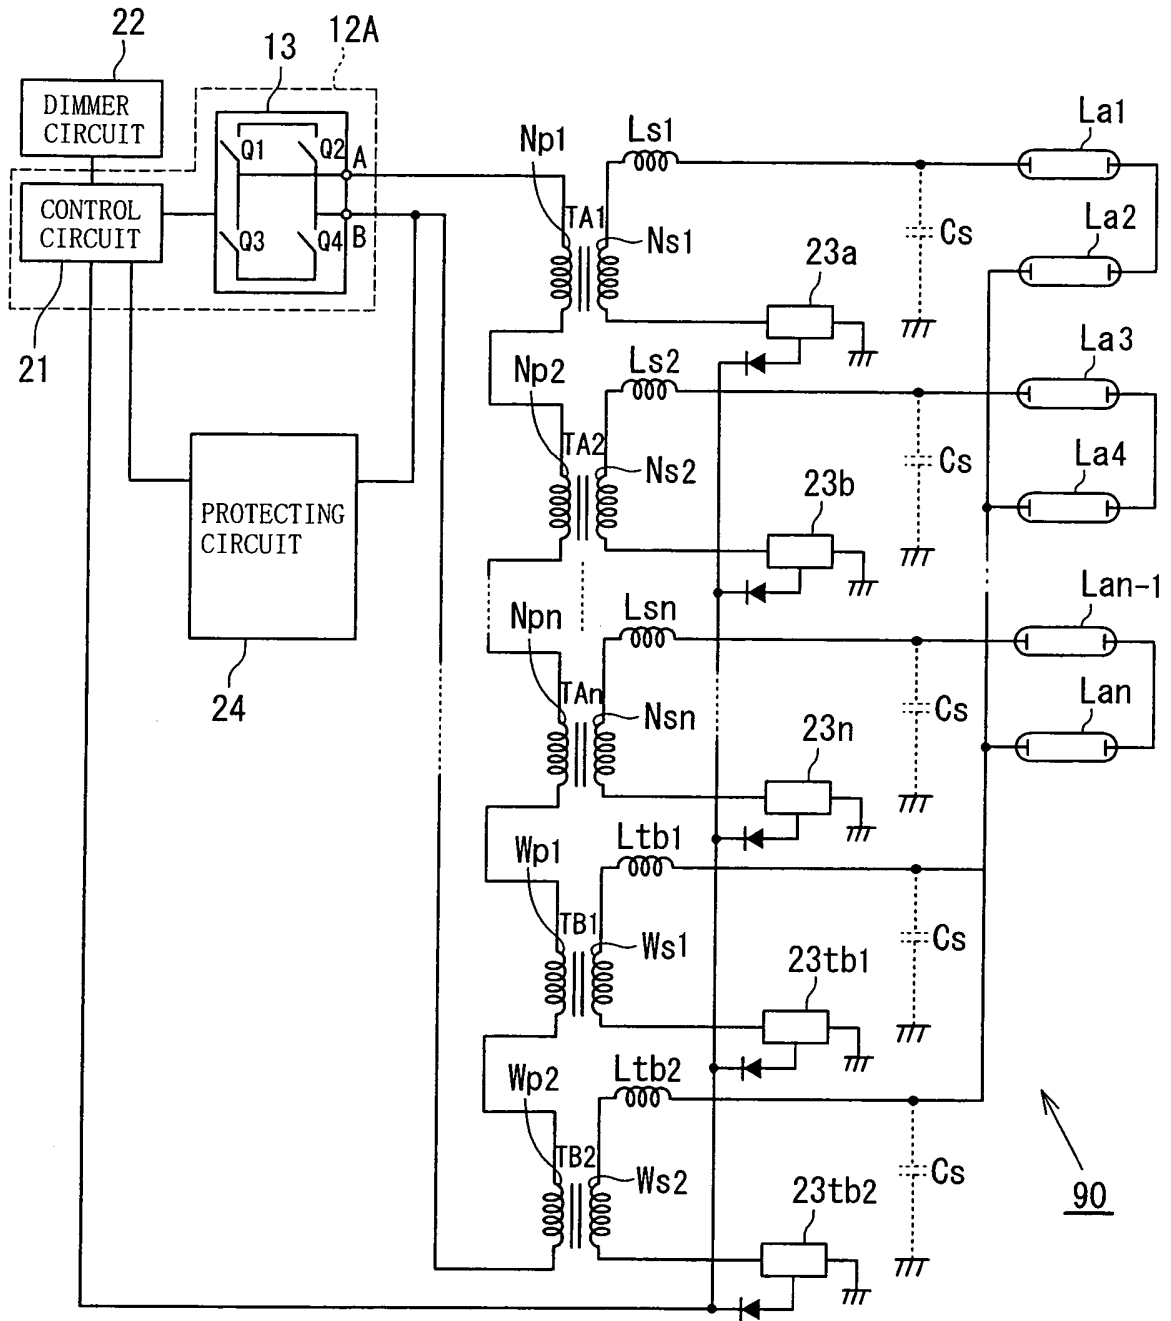 22
12A
13
DIMMER
CIRCUIT
Q1
Q2
A
CONTROL
CIRCUIT
Q3
Q4
B
21
PROTECTING
CIRCUIT
24
Np1
Ls1
La1
TA1
Ns1
Cs
La2
23a
Np2
Ls2
La3
TA2
Ns2
Cs
La4
23b
Npn
Lsn
Lan-1
TAn
Nsn
Cs
Lan
23n
Wp1
Ltb1
TB1
Ws1
Cs
23tb1
Wp2
Ltb2
TB2
Ws2
Cs
23tb2
90